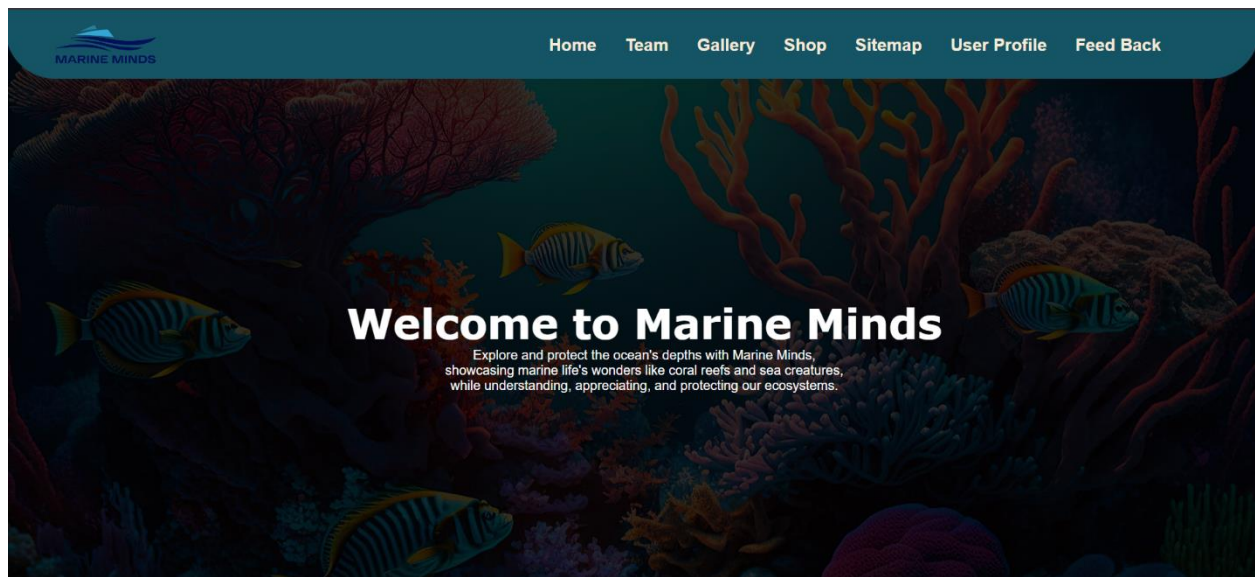 MARINE MINDS
Home Team Gallery Shop Sitemap User Profile Feed Back
Welcome to Marine Minds
Explore and protect the ocean's depths with Marine Minds,
showcasing marine life's wonders like coral reefs and sea creatures,
while understanding, appreciating, and protecting our ecosystems.